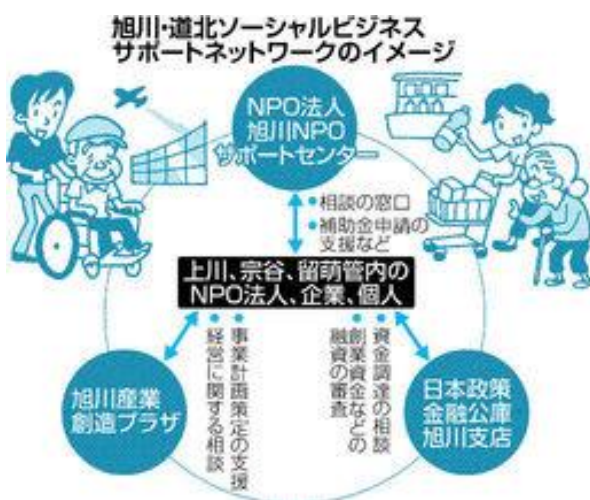 旭川・道北ソーシャルビジネス
サポートネットワークのイメージ
NPO法人
旭川NPO
サポートセンター
•相談の窓口
•補助金申請の
支援など
上川、宗谷、留萌管内の
NPO法人、企業、個人
•事業計画策定の支援
•経営に関する相談
•資金調達の相談
•創業資金などの
融資の審査
旭川産業
創造プラザ
日本政策
金融公庫
旭川支店